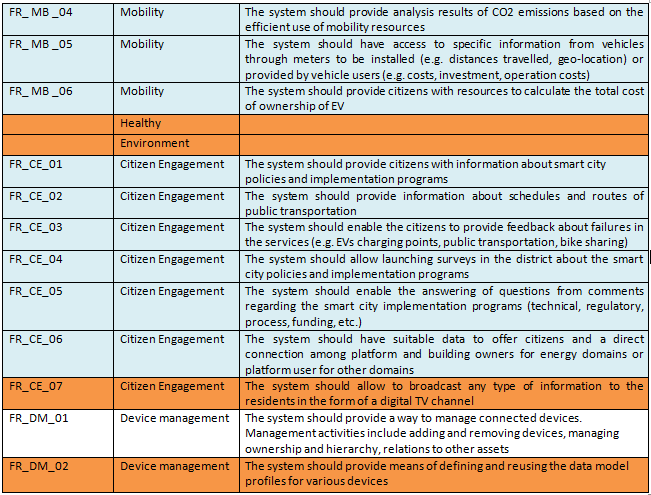 FR_ MB _04 Mobility The system should provide analysis results of CO2 emissions based on the
efficient use of mobility resources
FR_ MB _05 Mobility The system should have access to specific information from vehicles
through meters to be installed (e.g. distances travelled, geo-location) or
provided by vehicle users (e.g. costs, investment, operation costs)
FR_ MB _06 Mobility The system should provide citizens with resources to calculate the total cost
of ownership of EV
Healthy
Environment
FR_CE_01 Citizen Engagement The system should provide citizens with information about smart city
policies and implementation programs
FR_CE_02 Citizen Engagement The system should provide information about schedules and routes of
public transportation
FR_CE_03 Citizen Engagement The system should enable the citizens to provide feedback about failures in
the services (e.g. EVs charging points, public transportation, bike sharing)
FR_CE_04 Citizen Engagement The system should allow launching surveys in the district about the smart
city policies and implementation programs
FR_CE_05 Citizen Engagement The system should enable the answering of questions from comments
regarding the smart city implementation programs (technical, regulatory,
process, funding, etc.)
FR_CE_06 Citizen Engagement The system should have suitable data to offer citizens and a direct
connection among platform and building owners for energy domains or
platform user for other domains
FR_CE_07 Citizen Engagement The system should allow to broadcast any type of information to the
residents in the form of a digital TV channel
FR_DM_01 Device management The system should provide a way to manage connected devices.
Management activities include adding and removing devices, managing
ownership and hierarchy, relations to other assets
FR_DM_02 Device management The system should provide means of defining and reusing the data model
profiles for various devices